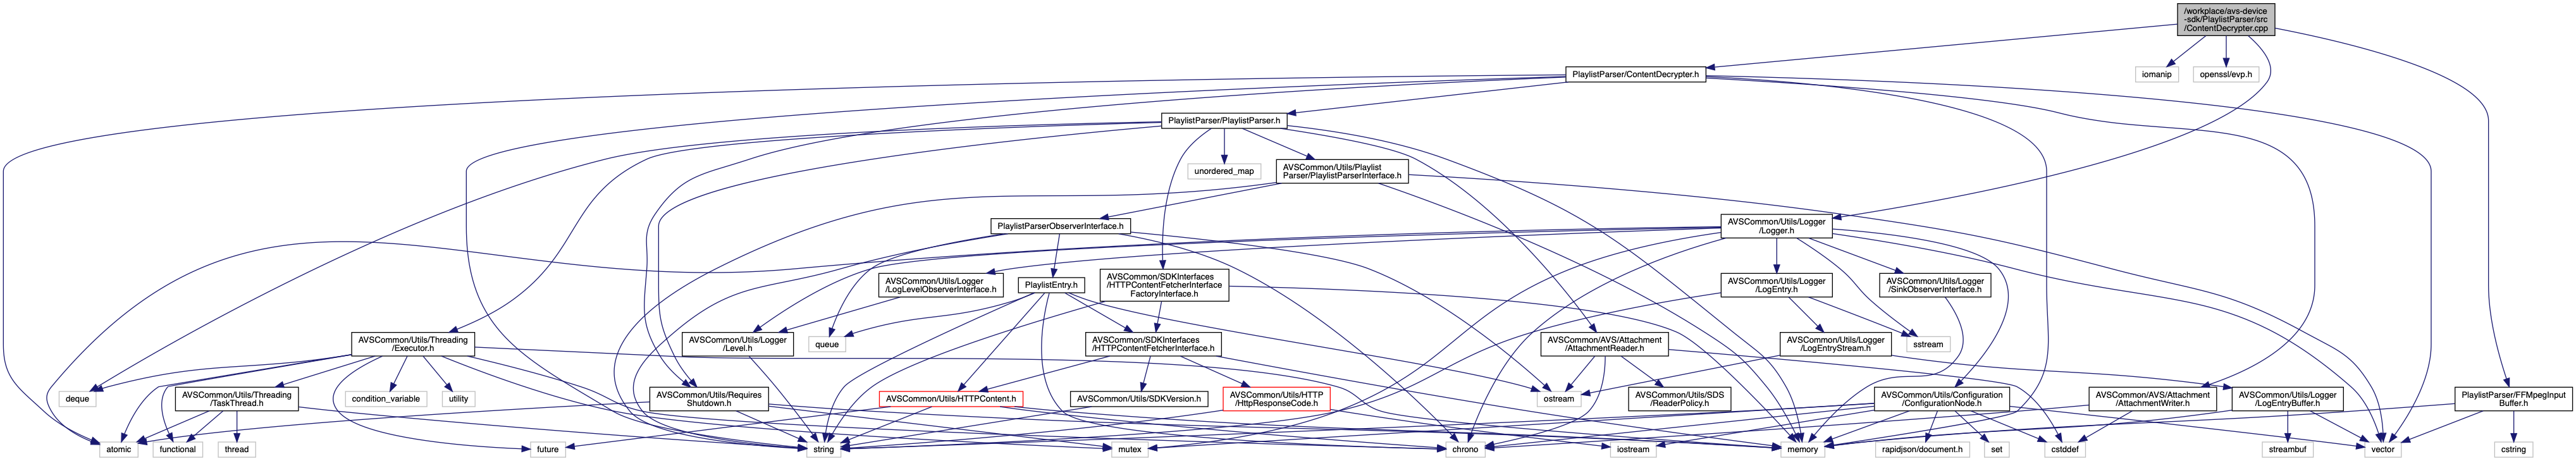 /workplace/avs-device
-sdk/PlaylistParser/src
/ContentDecrypter.cpp
PlaylistParser/ContentDecrypter.h
iomanip
openssl/evp.h
PlaylistParser/PlaylistParser.h
unordered_map
AVSCommon/Utils/Playlist
Parser/PlaylistParserInterface.h
PlaylistParserObserverInterface.h
AVSCommon/Utils/Logger
/Logger.h
AVSCommon/Utils/Logger
/LogLevelObserverInterface.h
PlaylistEntry.h
AVSCommon/SDKInterfaces
/HTTPContentFetcherInterface
FactoryInterface.h
AVSCommon/Utils/Logger
/LogEntry.h
AVSCommon/Utils/Logger
/SinkObserverInterface.h
AVSCommon/Utils/Threading
/Executor.h
AVSCommon/Utils/Logger
/Level.h
queue
AVSCommon/SDKInterfaces
/HTTPContentFetcherInterface.h
AVSCommon/AVS/Attachment
/AttachmentReader.h
AVSCommon/Utils/Logger
/LogEntryStream.h
sstream
deque
AVSCommon/Utils/Threading
/TaskThread.h
condition_variable
utility
AVSCommon/Utils/Requires
Shutdown.h
AVSCommon/Utils/HTTPContent.h
AVSCommon/Utils/SDKVersion.h
AVSCommon/Utils/HTTP
/HttpResponseCode.h
ostream
AVSCommon/Utils/SDS
/ReaderPolicy.h
AVSCommon/Utils/Configuration
/ConfigurationNode.h
AVSCommon/AVS/Attachment
/AttachmentWriter.h
AVSCommon/Utils/Logger
/LogEntryBuffer.h
PlaylistParser/FFMpegInput
Buffer.h
atomic
functional
thread
future
string
mutex
chrono
iostream
memory
rapidjson/document.h
set
cstddef
streambuf
vector
cstring